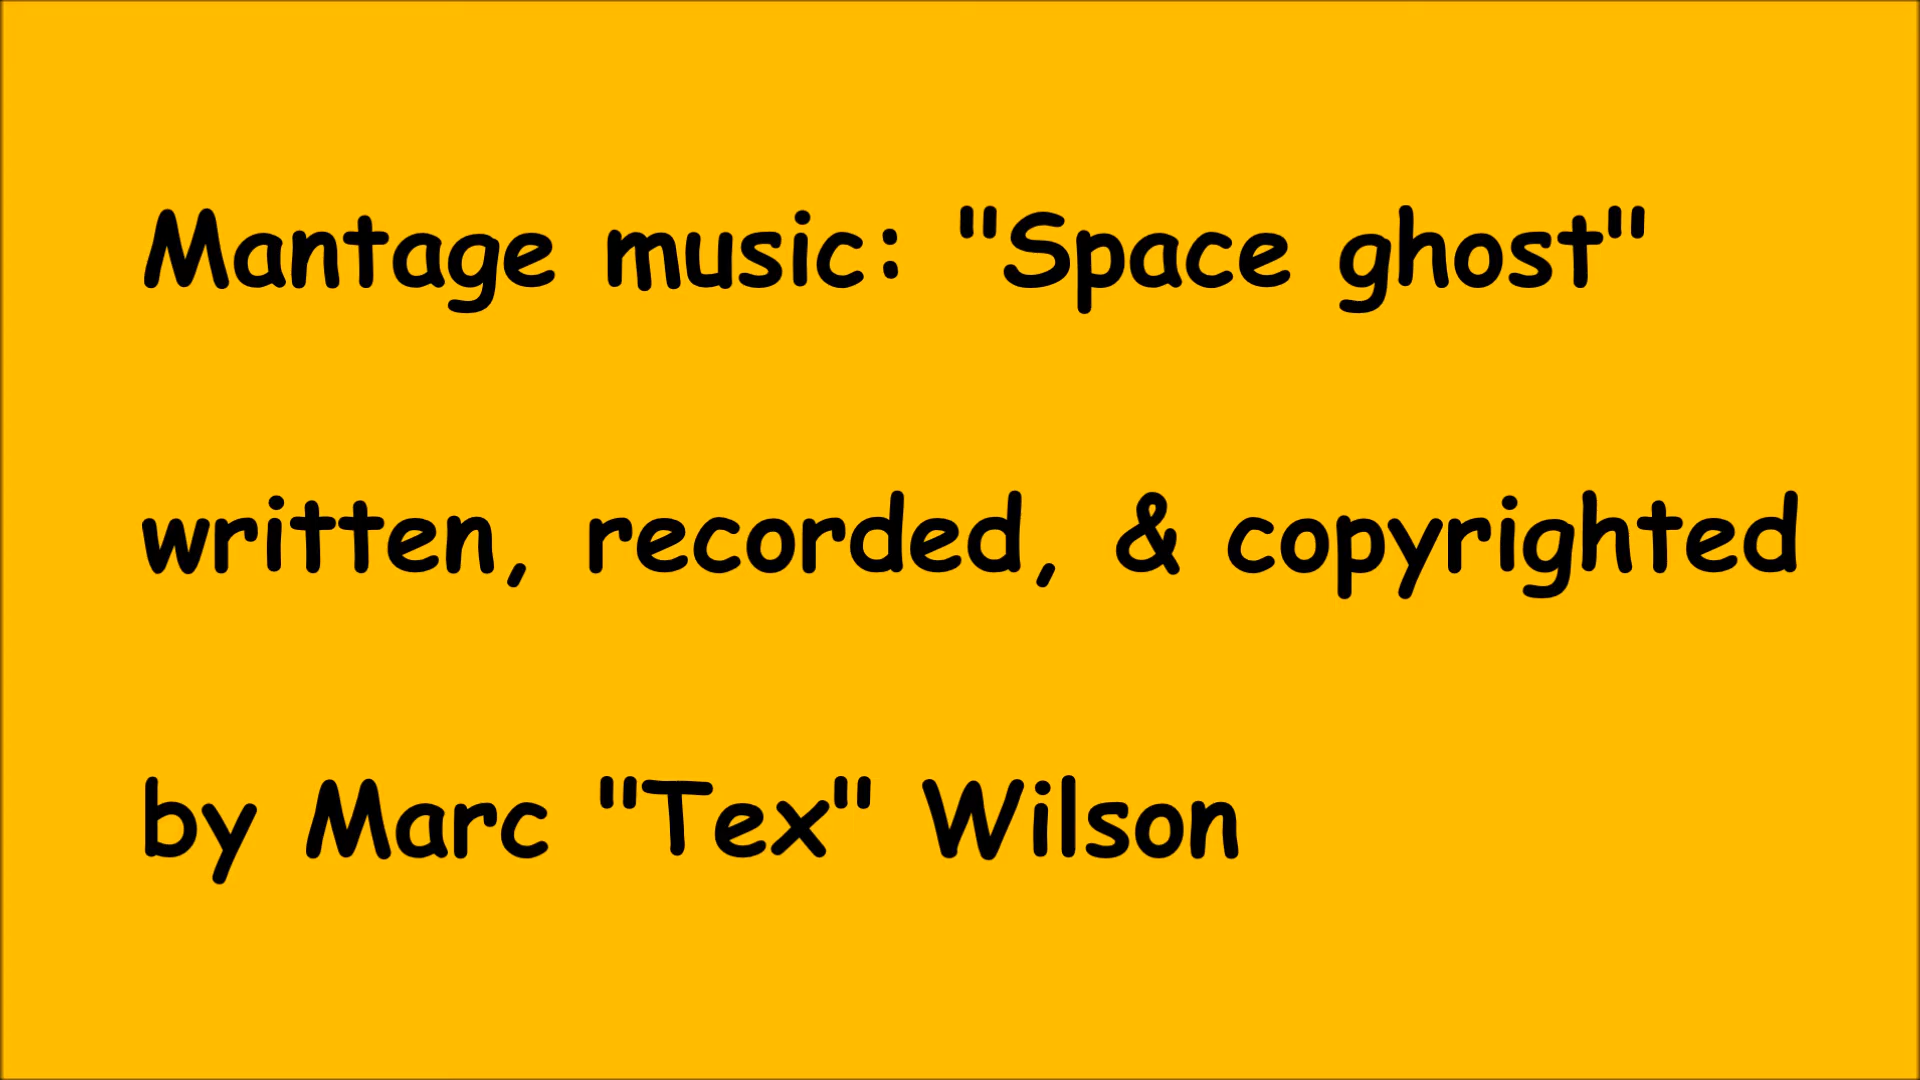 Mantage music: "Space ghost"
written, recorded, & copyrighted
by Marc "Tex" Wilson